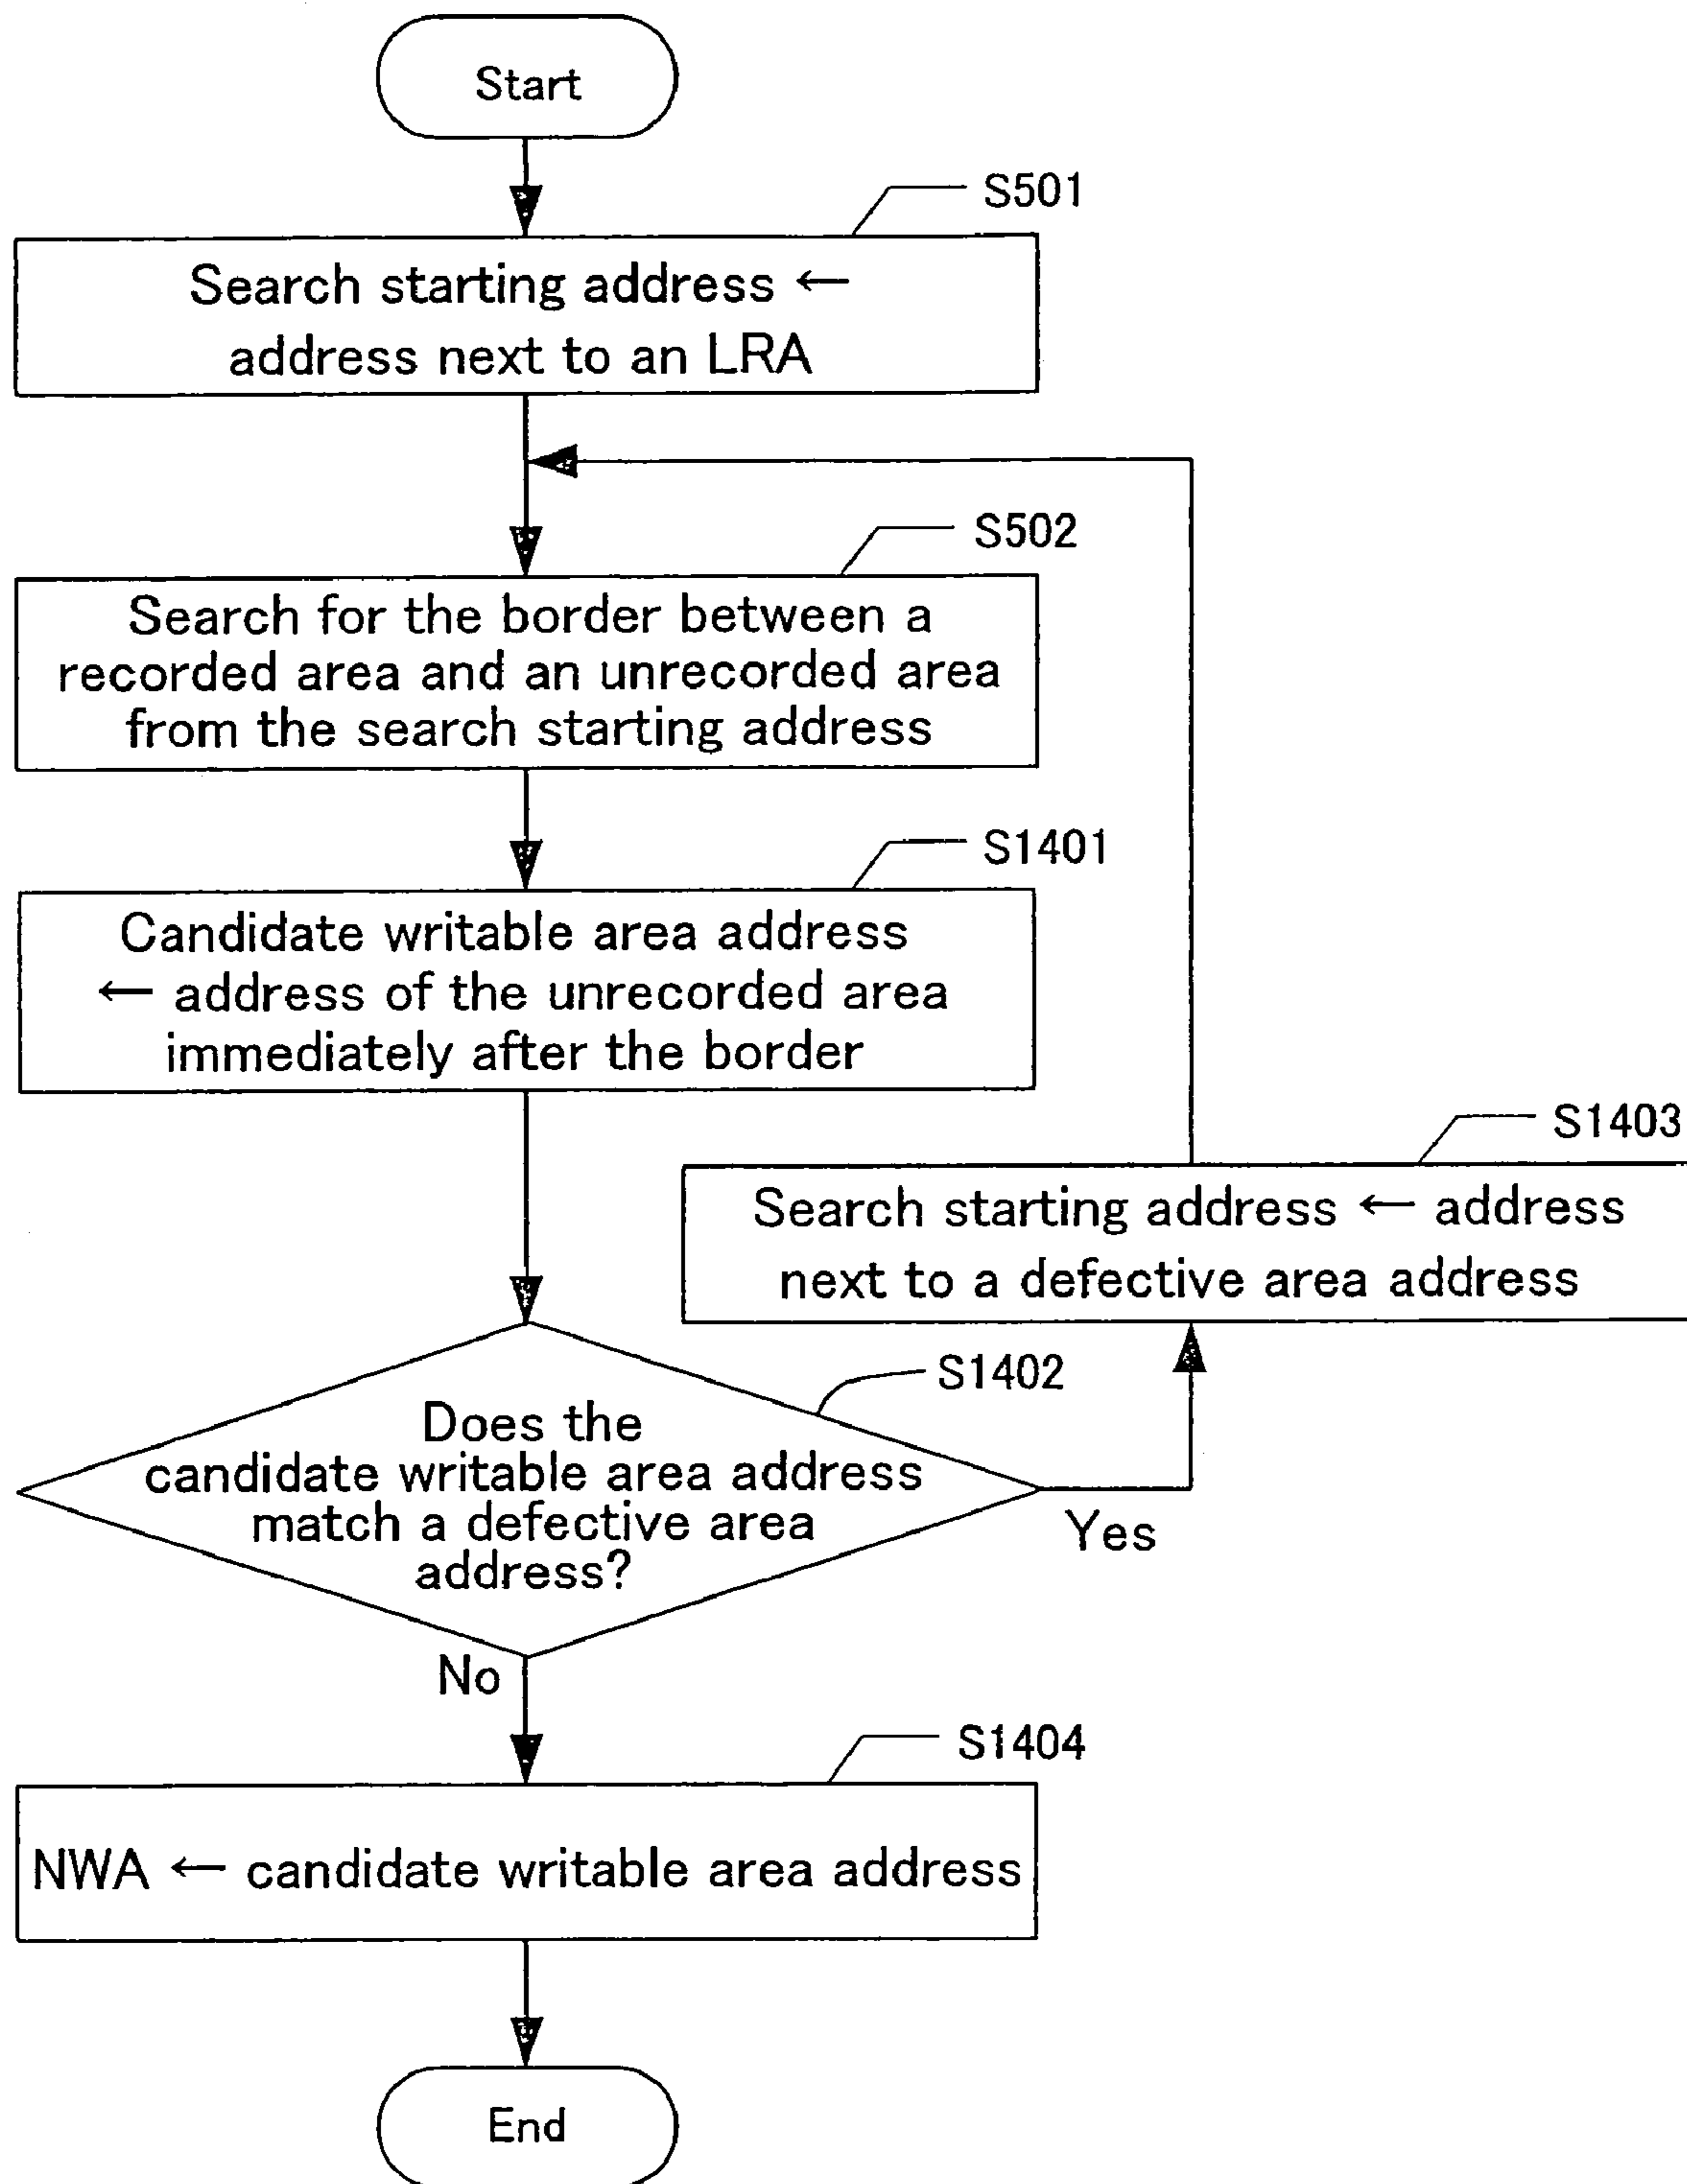 Start
S501
Search starting address ←
address next to an LRA
S502
Search for the border between a
recorded area and an unrecorded area
from the search starting address
S1401
Candidate writable area address
← address of the unrecorded area
immediately after the border
S1403
Search starting address ← address
next to a defective area address
S1402
Does the
candidate writable area address
match a defective area
address?
Yes
No
S1404
NWA ← candidate writable area address
End